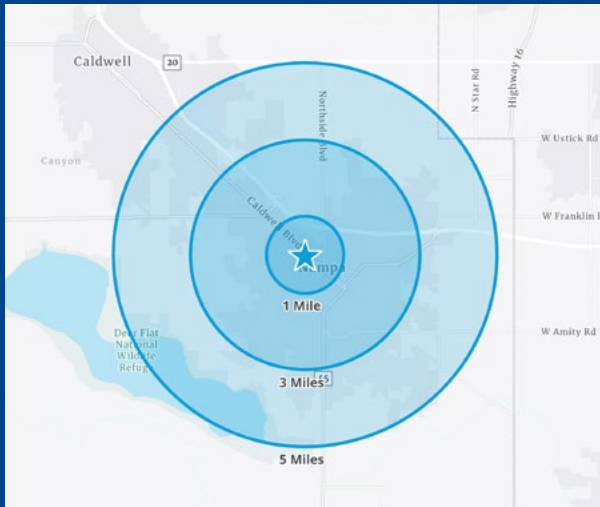 Caldwell
20
Northside Blvd
N Star Rd
Highway 16
Canyon
W Ustick Rd
Caldwell Blvd
W Franklin
Nampa
1 Mile
Deer Flat
National
Wildlife
Refuge
W Amity Rd
3 Miles
5 Miles